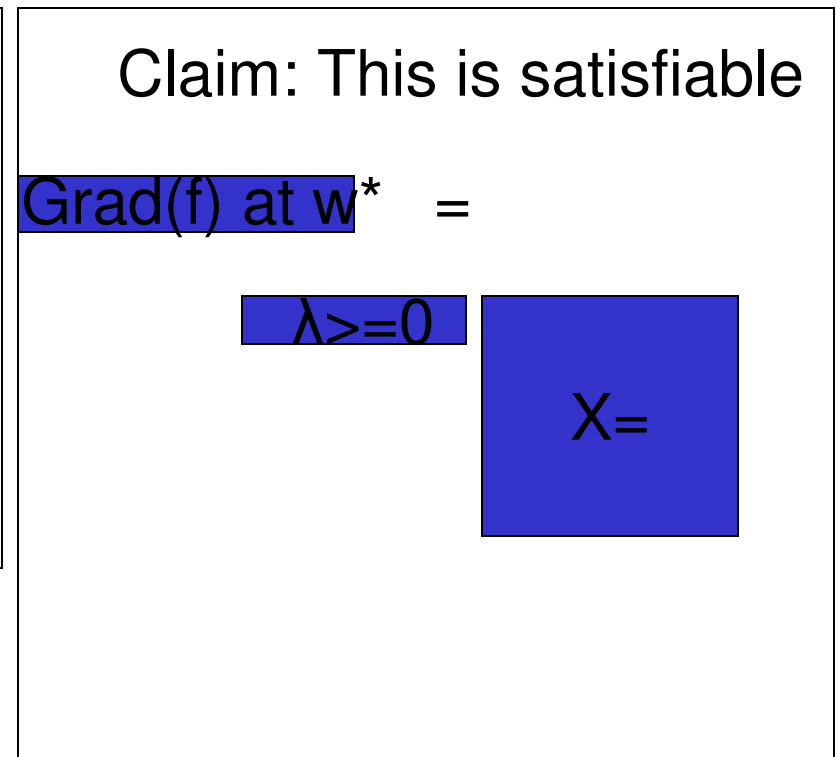 Claim: This is satisfiable
Grad(f) at w* =
λ>=0
X=